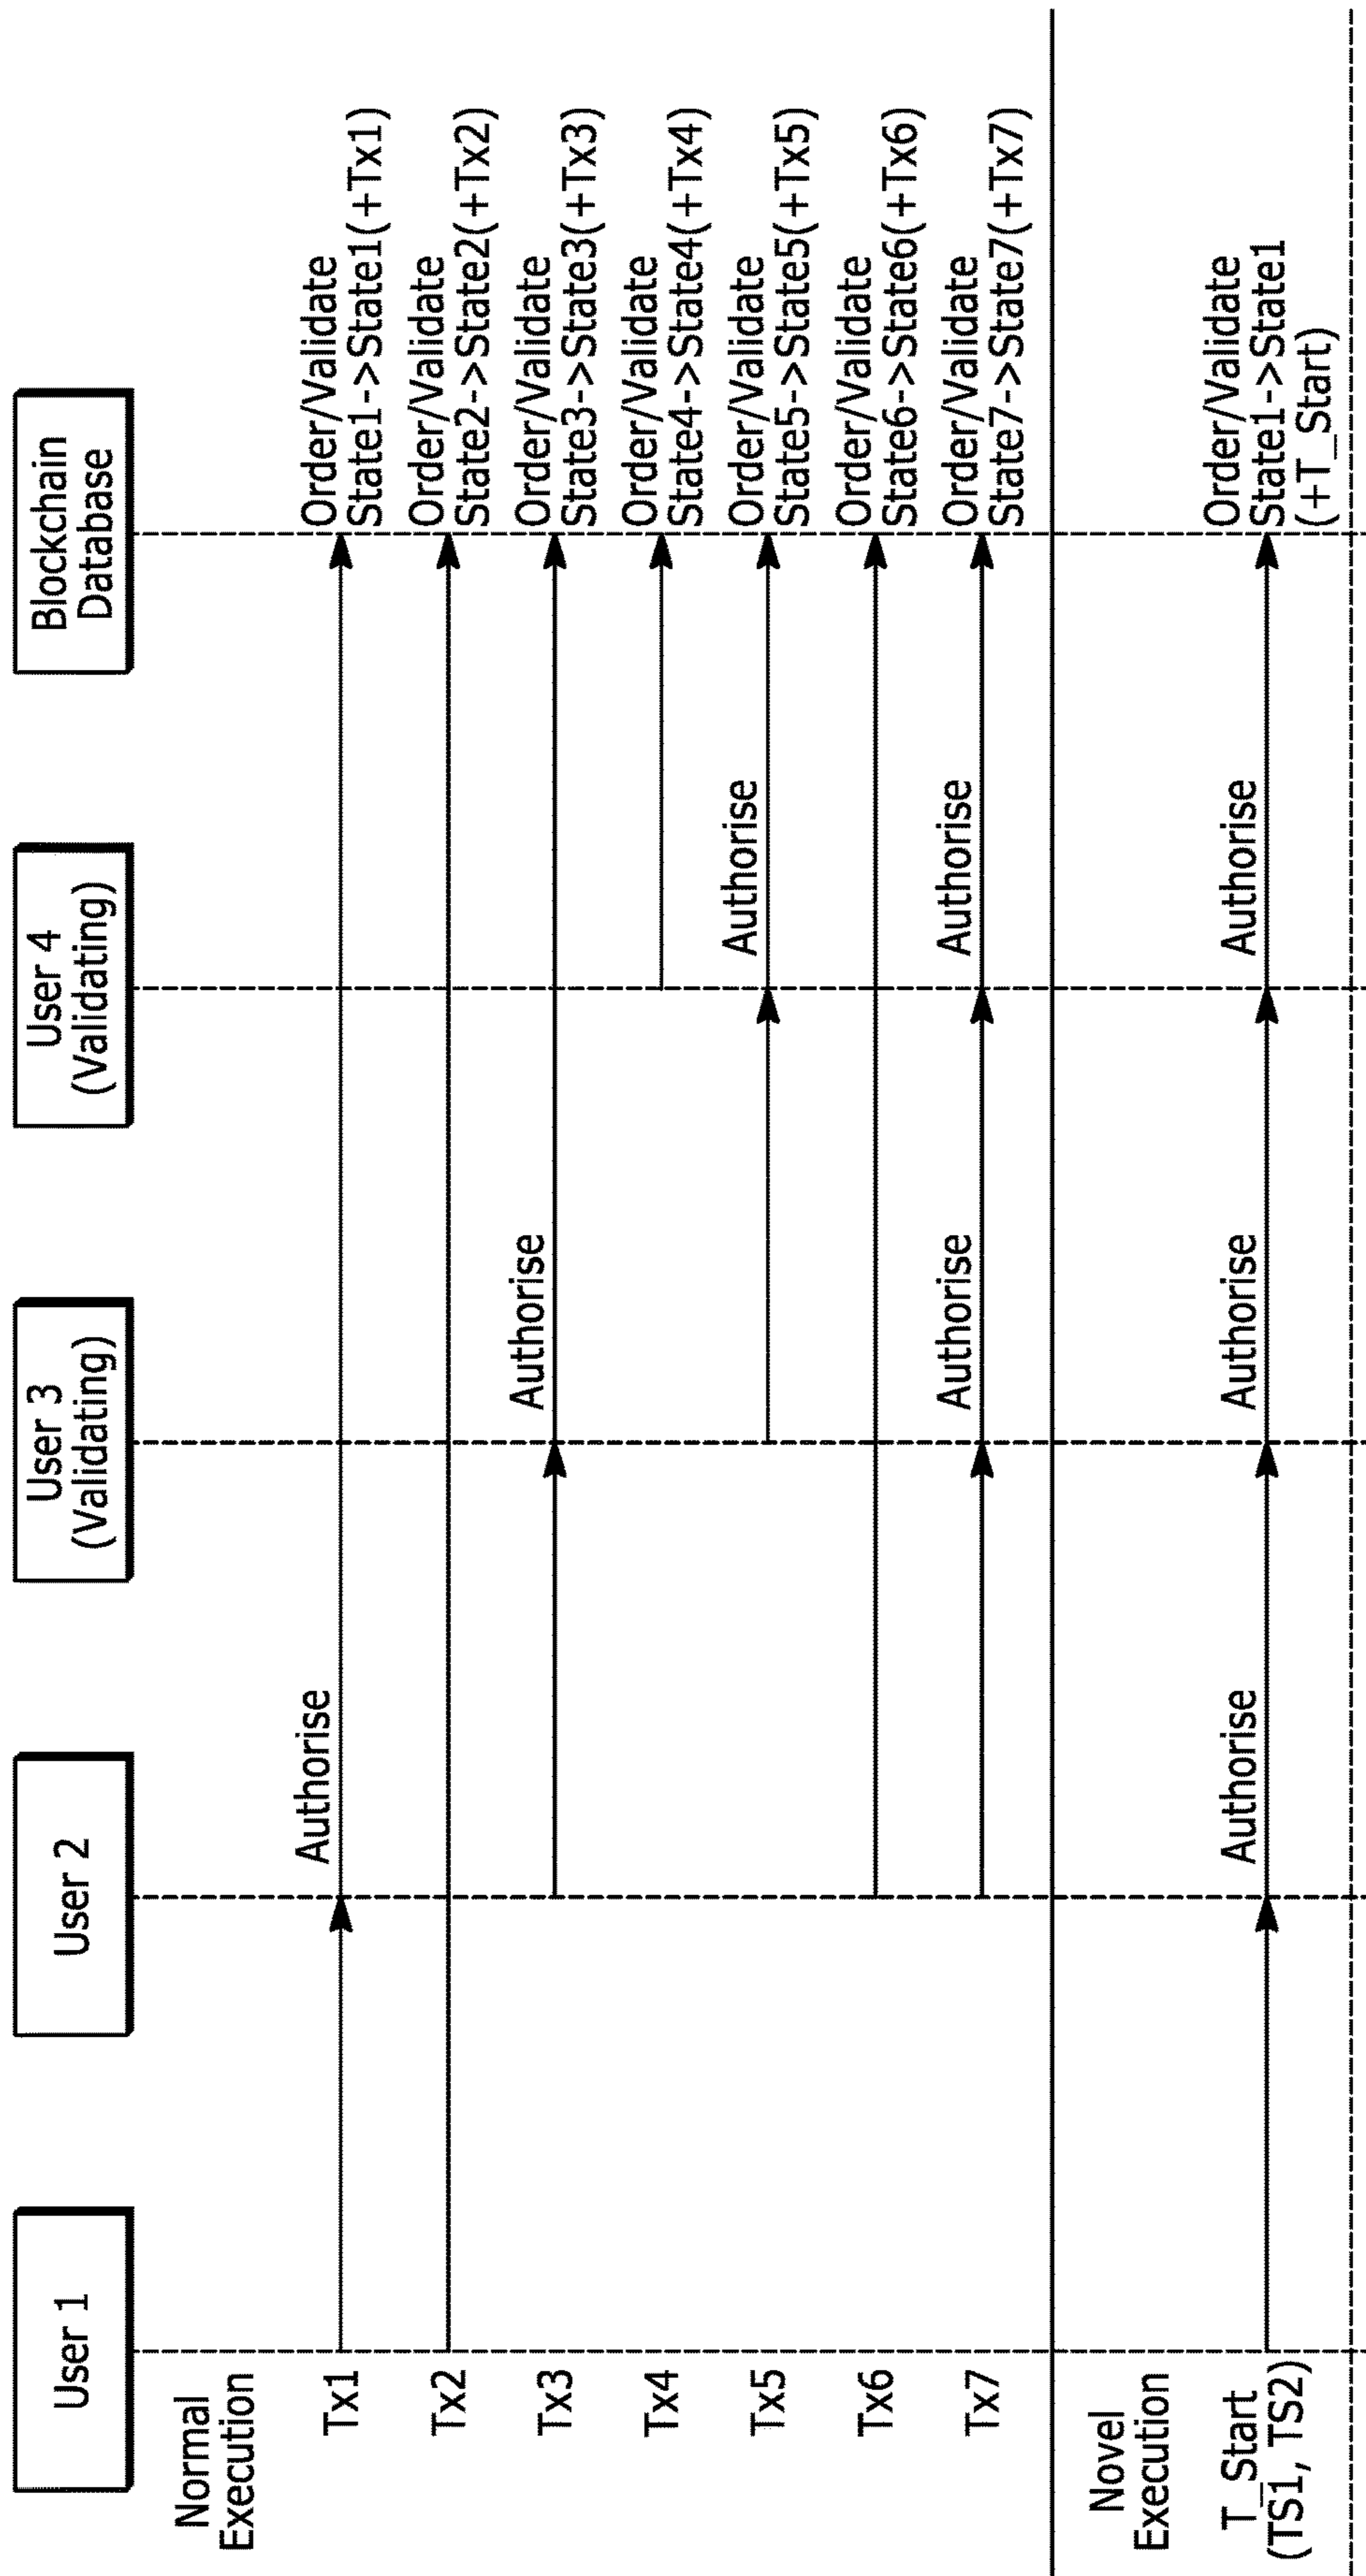 User 1
User 2
User 3
(Validating)
User 4
(Validating)
Blockchain
Database
Normal
Execution
Tx1
Authorise
Order/Validate
State1->State1(+Tx1)
Tx2
Order/Validate
State2->State2(+Tx2)
Tx3
Authorise
Order/Validate
State3->State3(+Tx3)
Tx4
Order/Validate
State4->State4(+Tx4)
Tx5
Authorise
Order/Validate
State5->State5(+Tx5)
Tx6
Order/Validate
State6->State6(+Tx6)
Tx7
Authorise
Authorise
Order/Validate
State7->State7(+Tx7)
Novel
Execution
T_Start
(TS1, TS2)
Authorise
Authorise
Authorise
Order/Validate
State1->State1
(+T_Start)